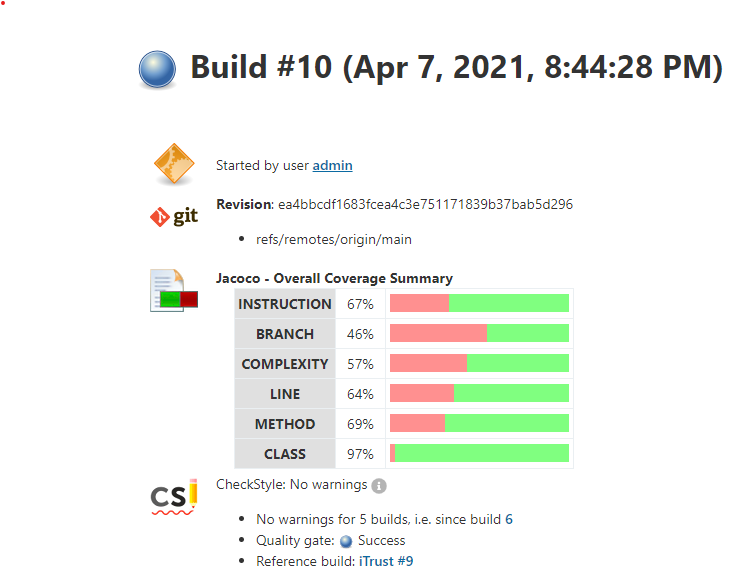 Build #10 (Apr 7, 2021, 8:44:28 PM)
Started by user admin
git
Revision: ea4bbcdf1683fcea4c3e751171839b37bab5d296
refs/remotes/origin/main
Jacoco - Overall Coverage Summary
INSTRUCTION 67%
BRANCH 46%
COMPLEXITY 57%
LINE 64%
METHOD 69%
CLASS 97%
CS
CheckStyle: No warnings
No warnings for 5 builds, i.e. since build 6
Quality gate: Success
Reference build: iTrust #9